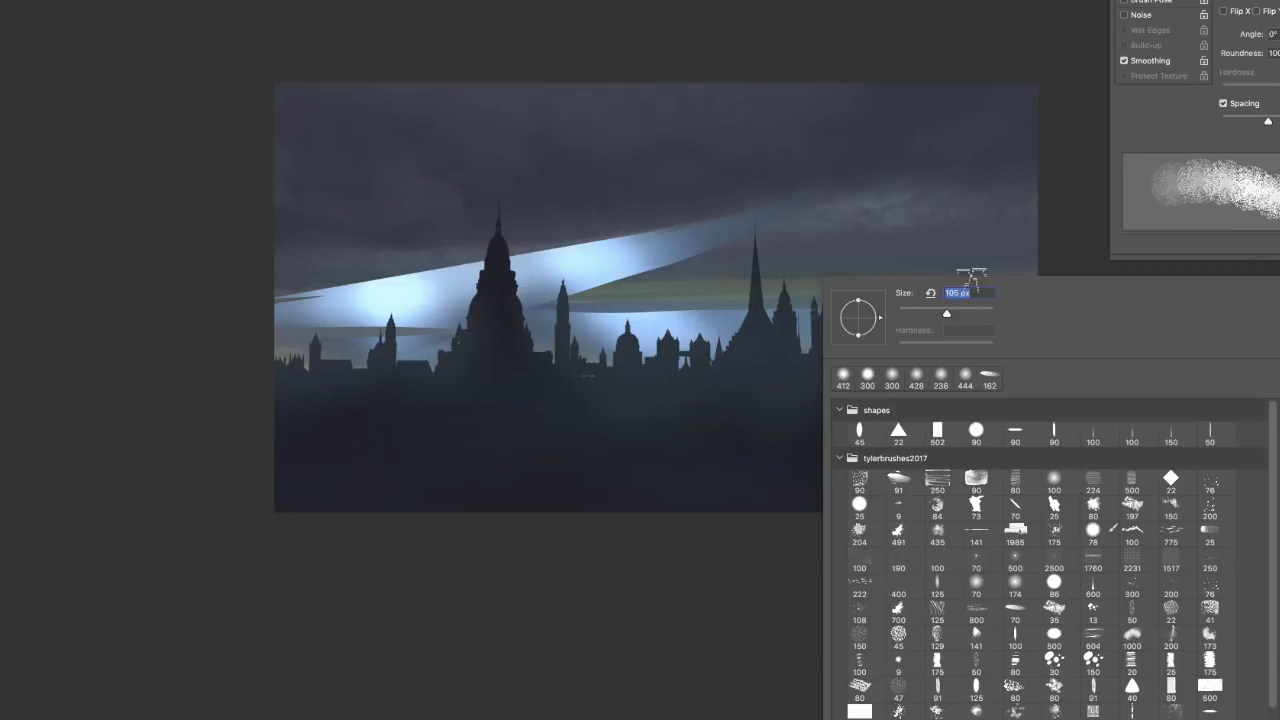 Brush Pose
Noise
Flip X Flip Y
Wet Edges
Angle: 0°
Build-up
Roundness: 100
Smoothing
Hardness
Protect Texture
Spacing
Size: 105 px
Hardness:
412 300 300 428 236 444 162
shapes
45 22 502 90 90 90 100 100 150 50
tylerbrushes2017
90 91 250 90 80 100 224 500 22 76
25 9 84 73 70 25 80 197 150 200
204 491 435 141 1985 175 78 100 775 25
100 190 100 70 500 2500 1760 2231 1517 250
222 400 125 70 174 86 600 300 200 76
108 700 125 800 70 35 13 50 22 41
150 45 129 141 100 500 604 1000 200 173
100 9 175 50 80 30 150 20 25 175
80 47 91 125 80 80 91 40 80 500